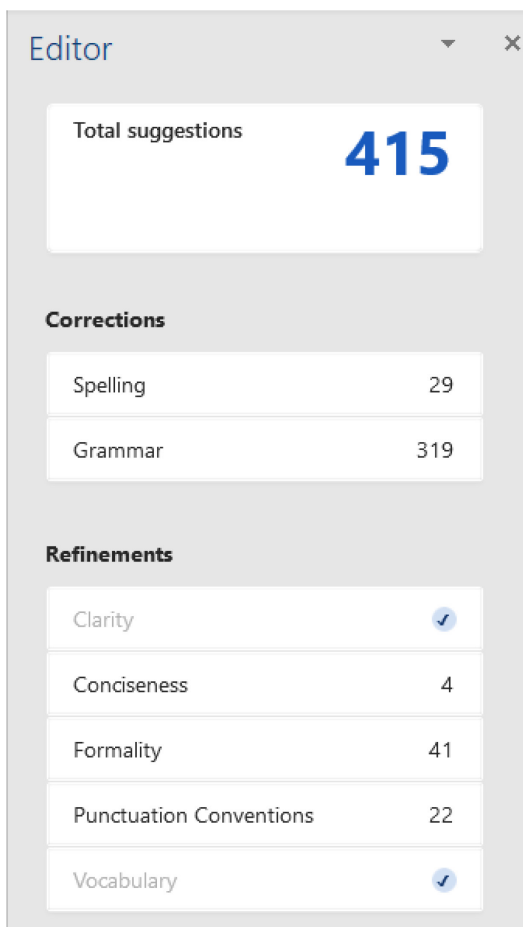 Editor
Total suggestions 415
Corrections
Spelling 29
Grammar 319
Refinements
Clarity
Conciseness 4
Formality 41
Punctuation Conventions 22
Vocabulary